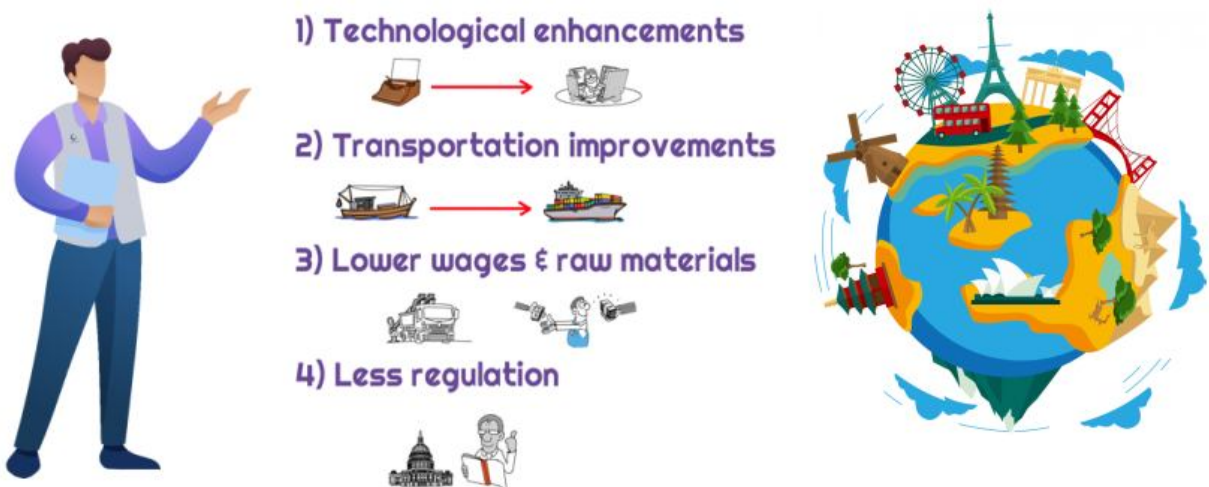 1) Technological enhancements
2) Transportation improvements
3) Lower wages & raw materials
4) Less regulation